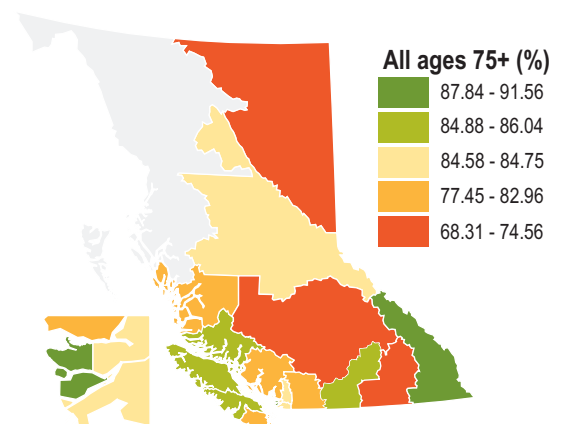 All ages 75+ (%)
87.84 - 91.56
84.88 - 86.04
84.58 - 84.75
77.45 - 82.96
68.31 - 74.56